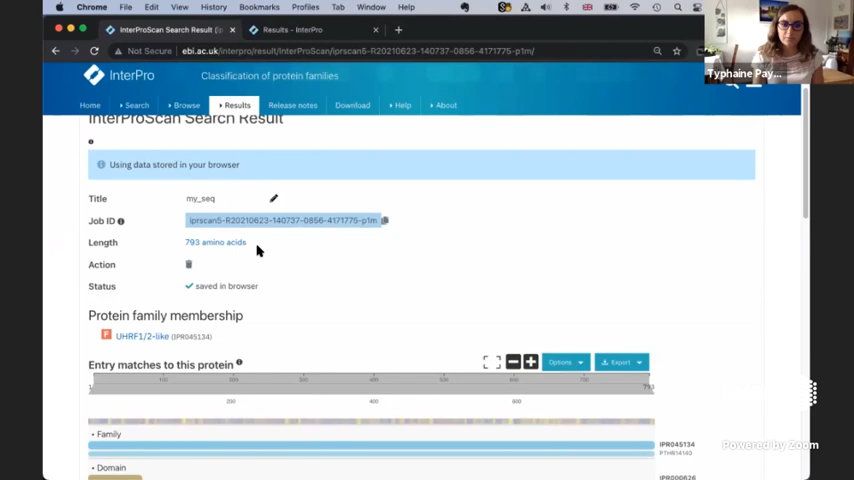 Chrome File Edit View History Bookmarks Profiles Tab Window Help
InterProScan Search Result (ip
Results - InterPro
Not Secure ebi.ac.uk/interpro/result/InterProScan/iprscan5-R20210623-140737-0856-4171775-p1m/
Typhaine Pay...
InterPro
Classification of protein families
Home Search Browse Results Release notes Download Help About
InterProScan Search Result
Using data stored in your browser
Title my_seq
Job ID iprscan5-R20210623-140737-0856-4171775-p1m
Length 793 amino acids
Action
Status saved in browser
Protein family membership
F UHRF1/2-like (IPR045134)
Entry matches to this protein
Options Export
1 100 200 300 400 500 600 700 793
200 400 600
Family
IPR045134
PTHR14140
Domain
IPR000626
Powered by Zoom